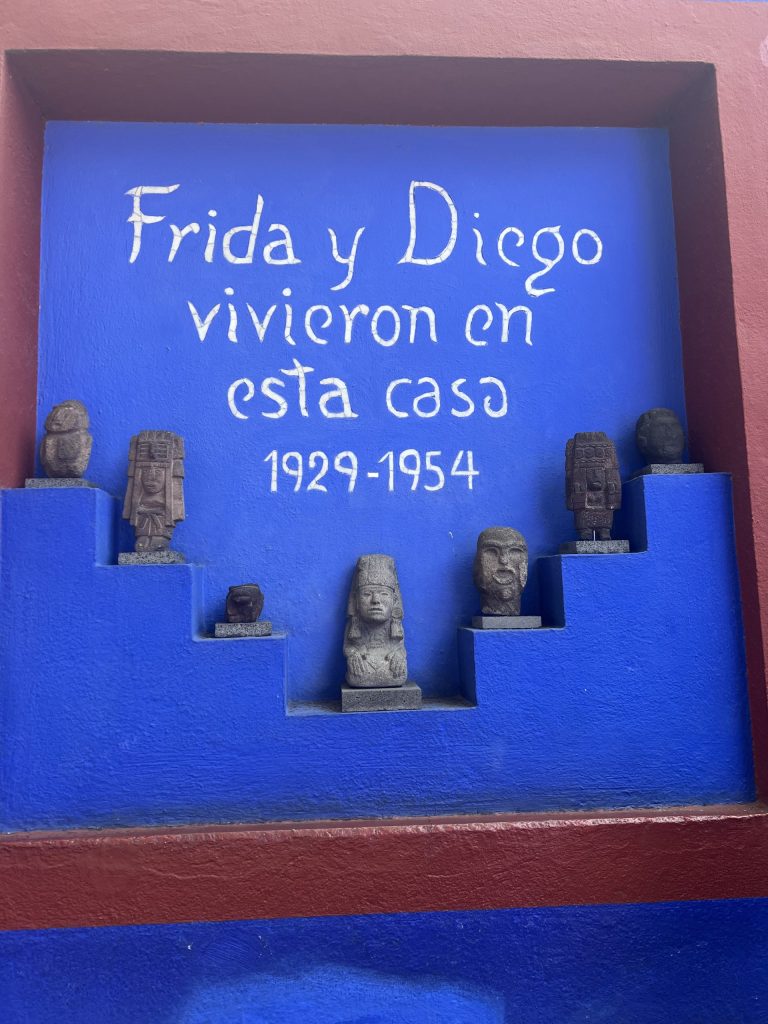 Frida y Diego
vivieron en
esta casa
1929-1954